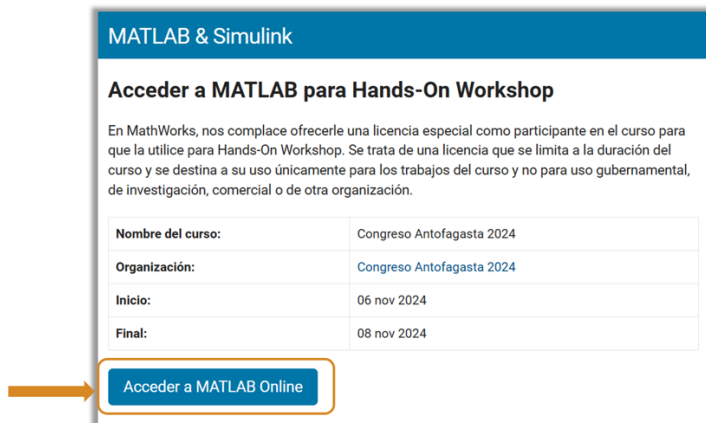 MATLAB & Simulink
Acceder a MATLAB para Hands-On Workshop
En MathWorks, nos complace ofrecerle una licencia especial como participante en el curso para
que la utilice para Hands-On Workshop. Se trata de una licencia que se limita a la duración del
curso y se destina a su uso únicamente para los trabajos del curso y no para uso gubernamental,
de investigación, comercial o de otra organización.
Nombre del curso: Congreso Antofagasta 2024
Organización: Congreso Antofagasta 2024
Inicio: 06 nov 2024
Final: 08 nov 2024
Acceder a MATLAB Online